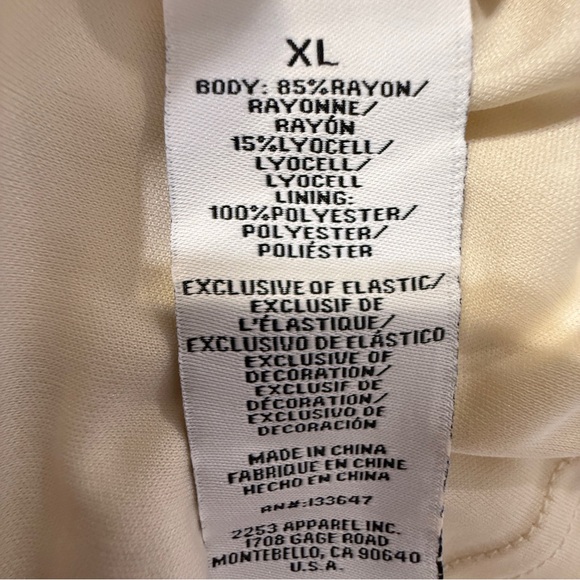 XL
BODY: 85%RAYON/
RAYONNE/
RAYÓN
15%LYOCELL/
LYOCELL/
LYOCELL
LINING:
100%POLYESTER/
POLYESTER/
POLIÉSTER
EXCLUSIVE OF ELASTIC/
EXCLUSIF DE
L'ÉLASTIQUE/
EXCLUSIVO DE ELÁSTICO
EXCLUSIVE OF
DECORATION/
EXCLUSIF DE
DÉCORATION/
EXCLUSIVO DE
DECORACIÓN
MADE IN CHINA
FABRIQUE EN CHINE
HECHO EN CHINA
RN#:133647
2253 APPAREL INC.
1708 GAGE ROAD
MONTEBELLO, CA 90640
U.S.A